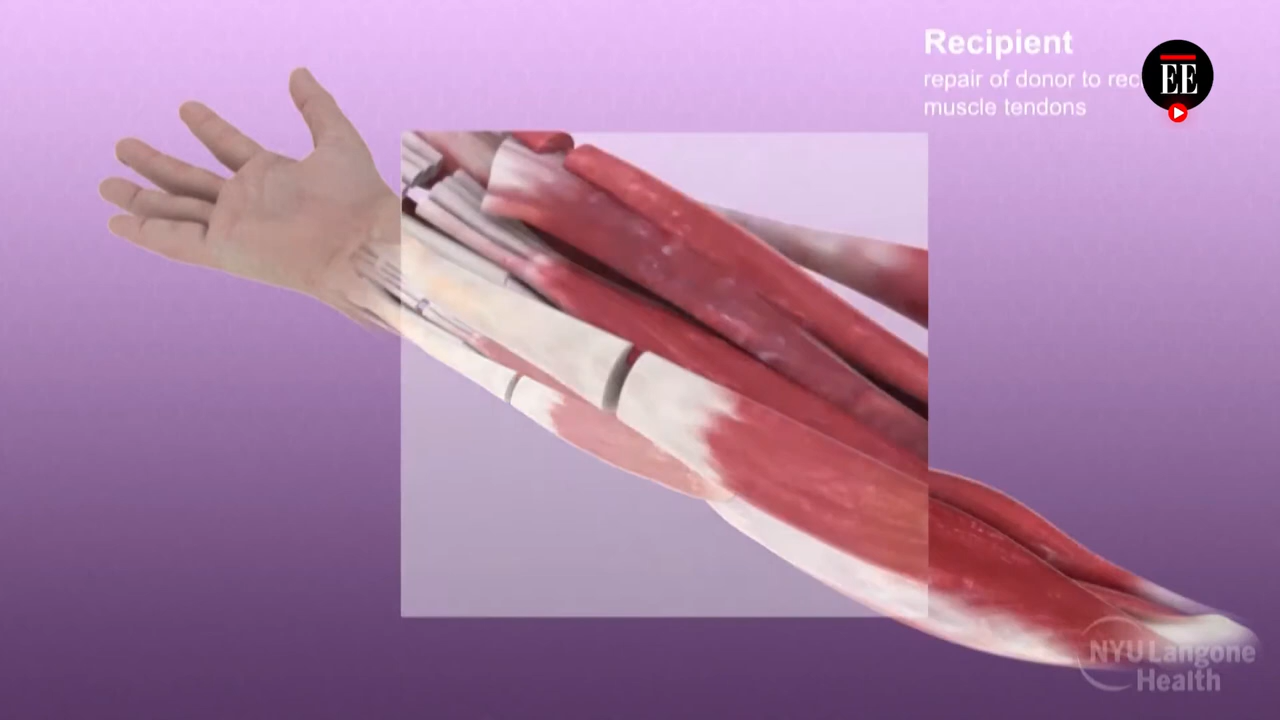 Recipient
repair of donor to rec
muscle tendons
EE
NYU Langone
Health